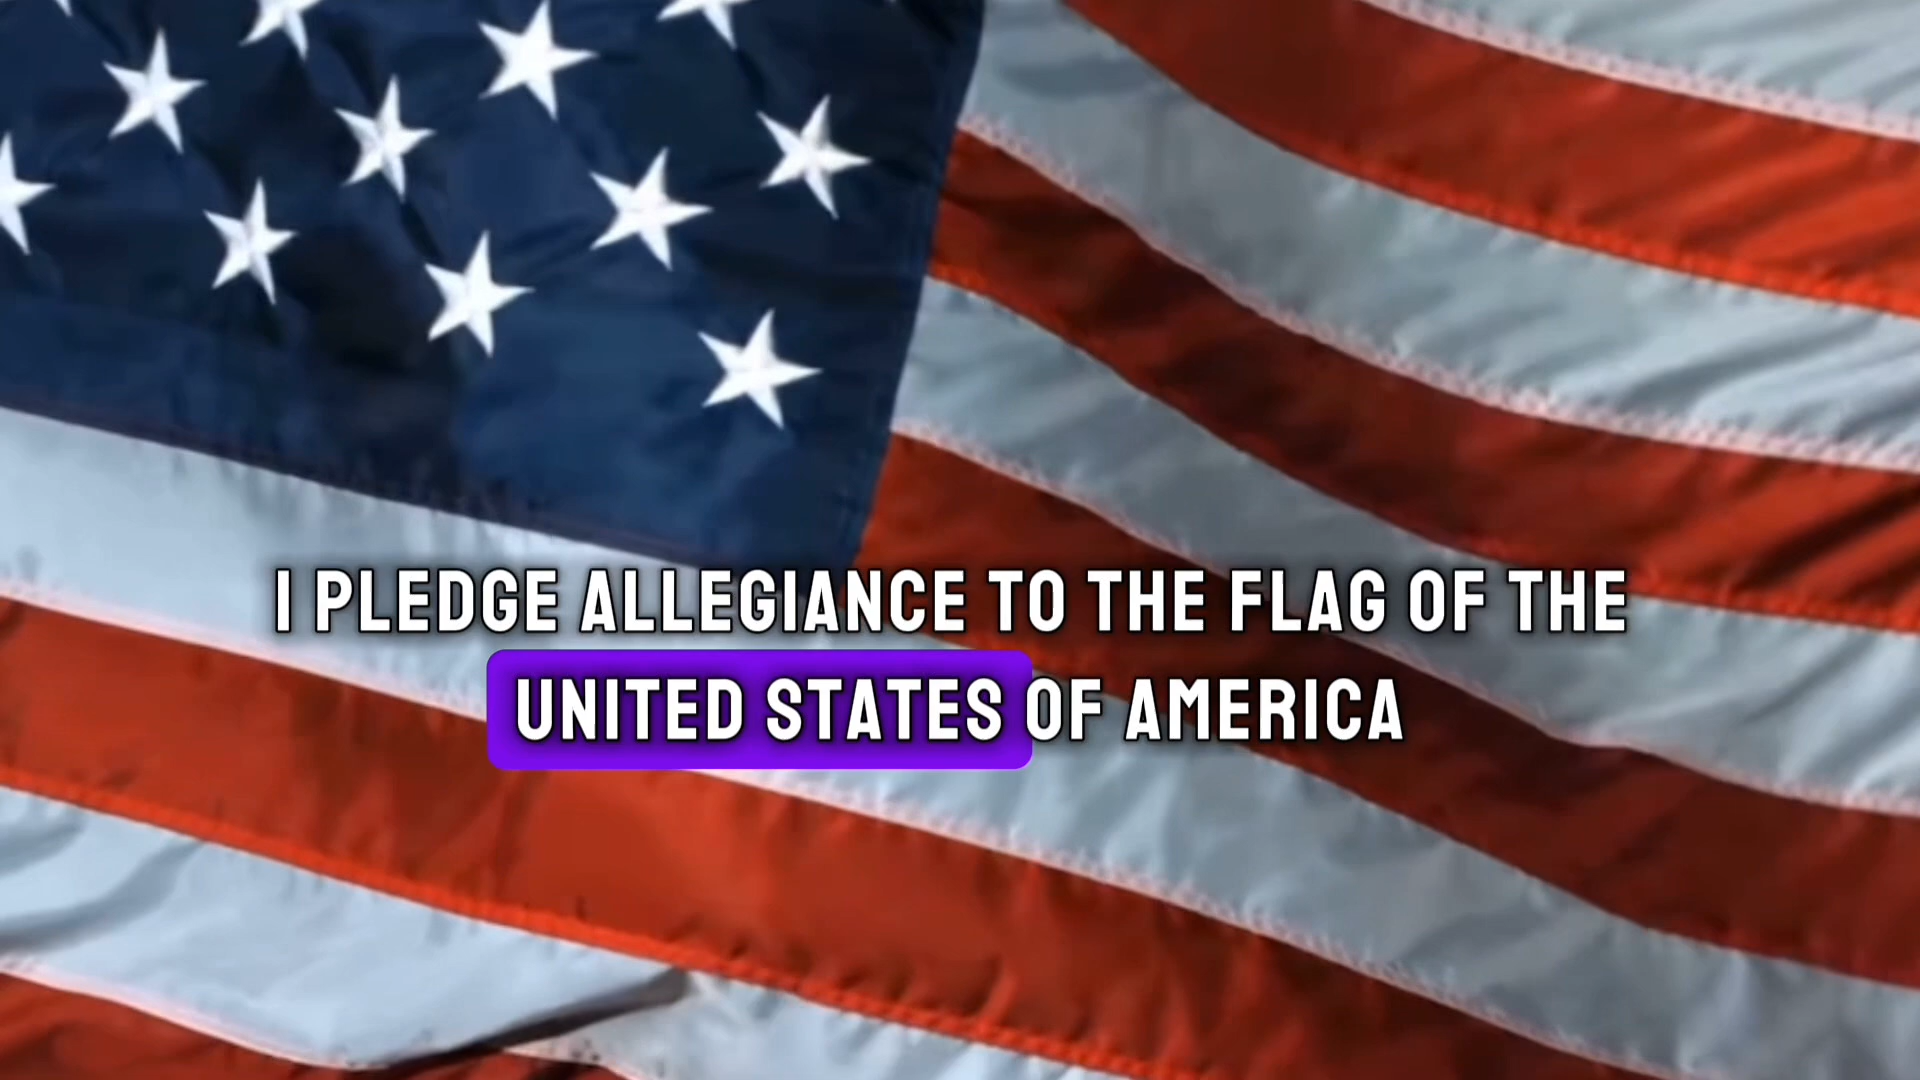 I PLEDGE ALLEGIANCE TO THE FLAG OF THE
UNITED STATES OF AMERICA